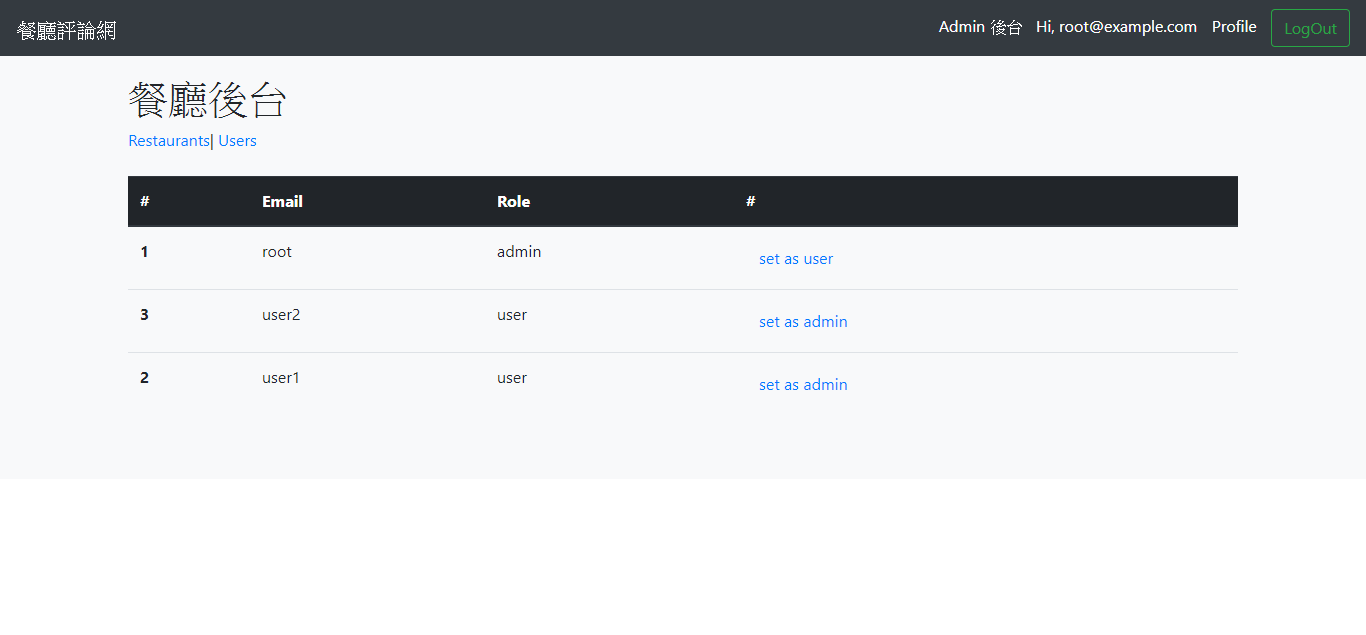 餐廳評論網 Admin 後台 Hi, root@example.com Profile LogOut
餐廳後台
Restaurants| Users
# Email Role #
1 root admin set as user
3 user2 user set as admin
2 user1 user set as admin